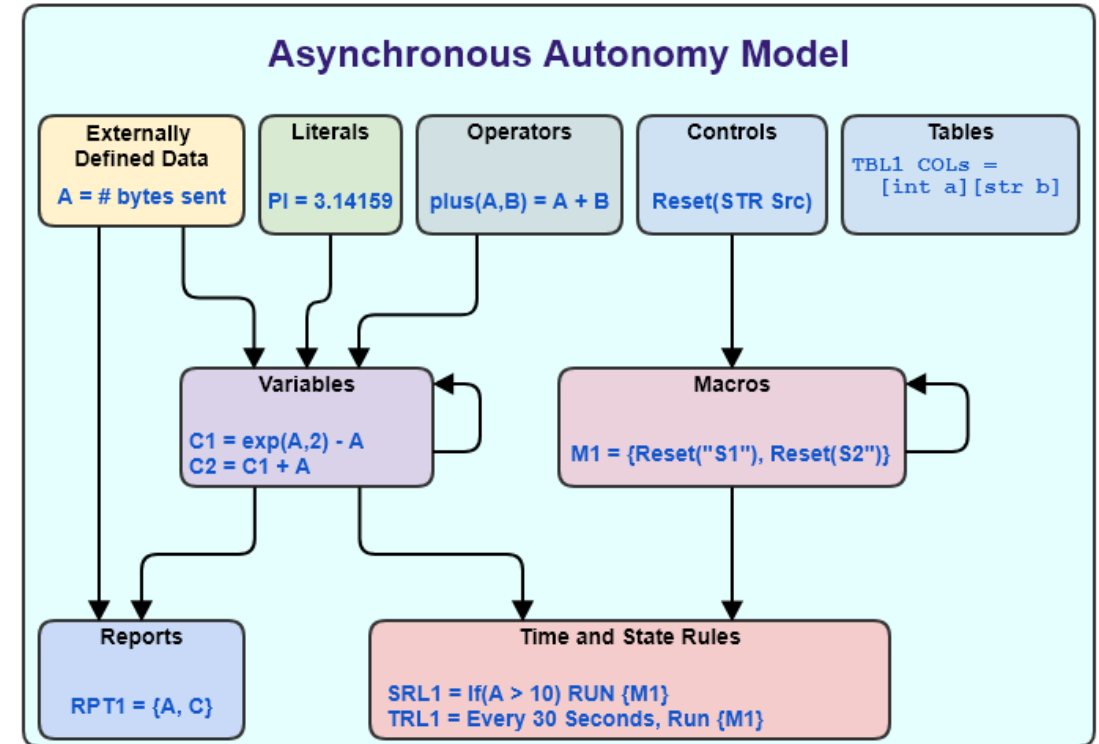 Asynchronous Autonomy Model
Externally
Defined Data
A = # bytes sent
Literals
PI = 3.14159
Operators
plus(A,B) = A + B
Controls
Reset(STR Src)
Tables
TBL1 COLs =
[int a][str b]
Variables
C1 = exp(A,2) - A
C2 = C1 + A
Macros
M1 = {Reset("S1"), Reset(S2")}
Reports
RPT1 = {A, C}
Time and State Rules
SRL1 = If(A > 10) RUN {M1}
TRL1 = Every 30 Seconds, Run {M1}